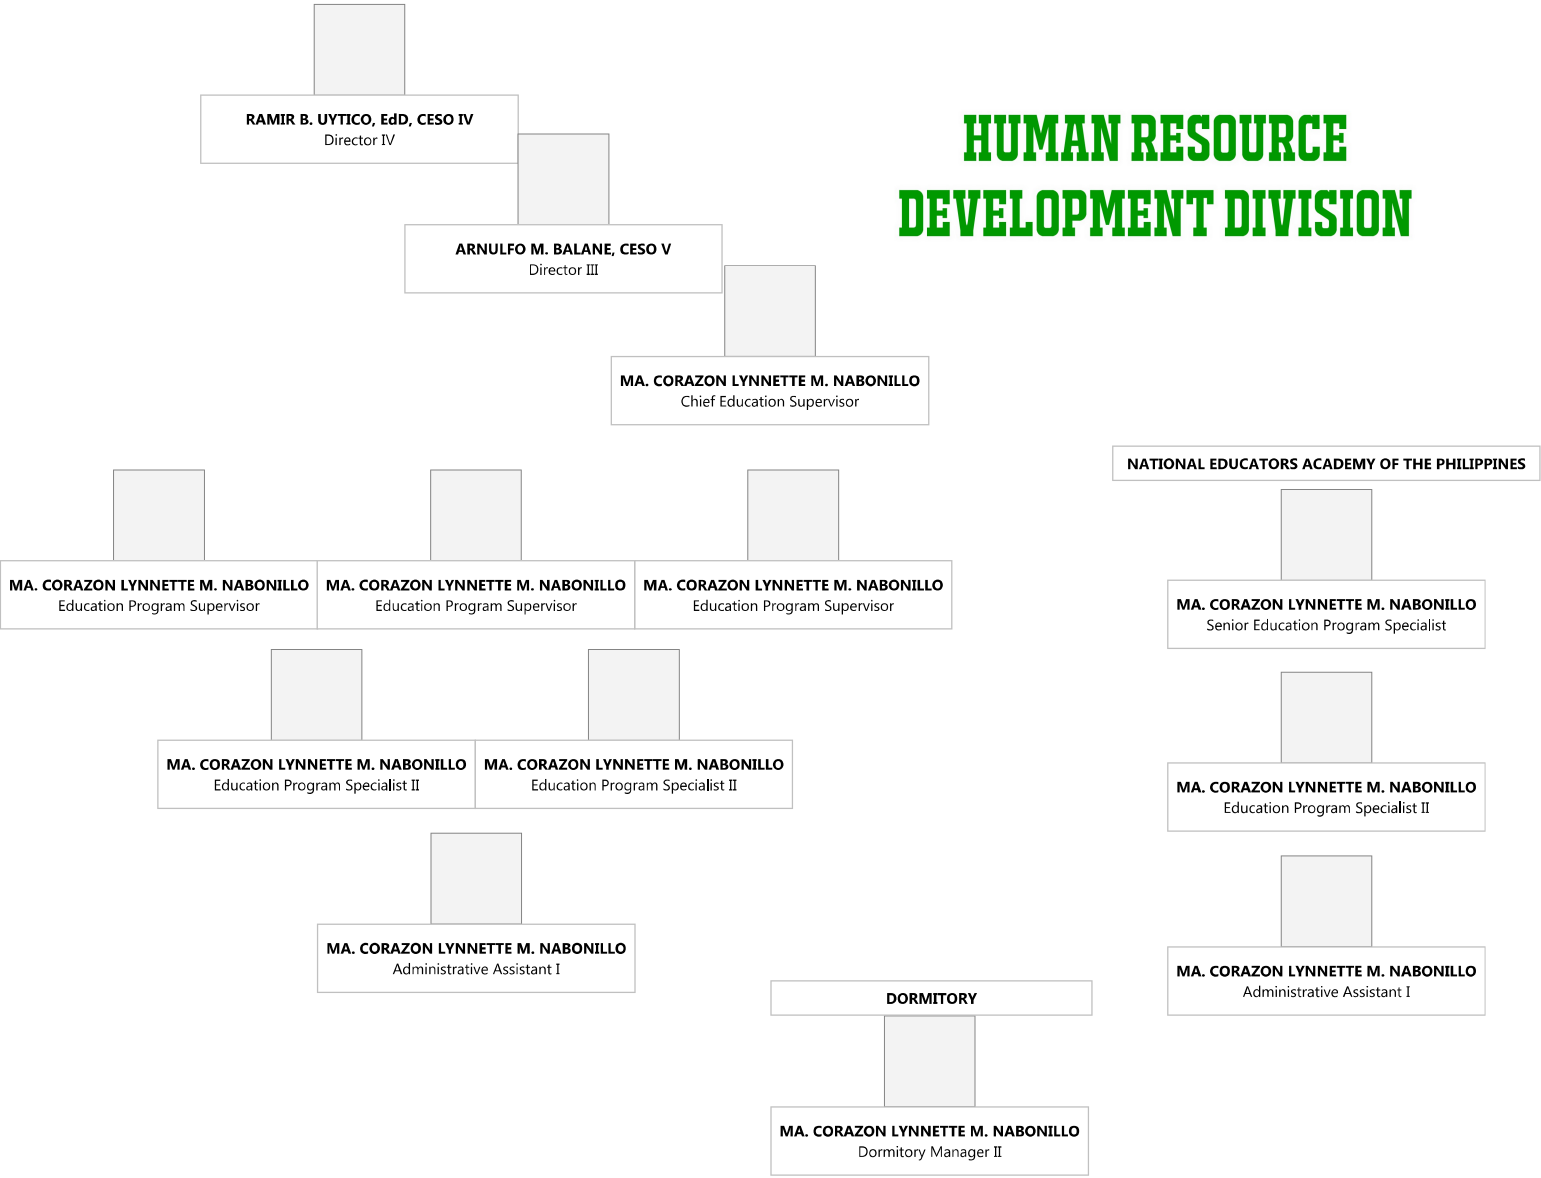 RAMIR B. UYTICO, EdD, CESO IV
Director IV
HUMAN RESOURCE
DEVELOPMENT DIVISION
ARNULFO M. BALANE, CESO V
Director III
MA. CORAZON LYNNETTE M. NABONILLO
Chief Education Supervisor
MA. CORAZON LYNNETTE M. NABONILLO
Education Program Supervisor
MA. CORAZON LYNNETTE M. NABONILLO
Education Program Supervisor
MA. CORAZON LYNNETTE M. NABONILLO
Education Program Supervisor
MA. CORAZON LYNNETTE M. NABONILLO
Education Program Specialist II
MA. CORAZON LYNNETTE M. NABONILLO
Education Program Specialist II
MA. CORAZON LYNNETTE M. NABONILLO
Administrative Assistant I
NATIONAL EDUCATORS ACADEMY OF THE PHILIPPINES
MA. CORAZON LYNNETTE M. NABONILLO
Senior Education Program Specialist
MA. CORAZON LYNNETTE M. NABONILLO
Education Program Specialist II
MA. CORAZON LYNNETTE M. NABONILLO
Administrative Assistant I
DORMITORY
MA. CORAZON LYNNETTE M. NABONILLO
Dormitory Manager II